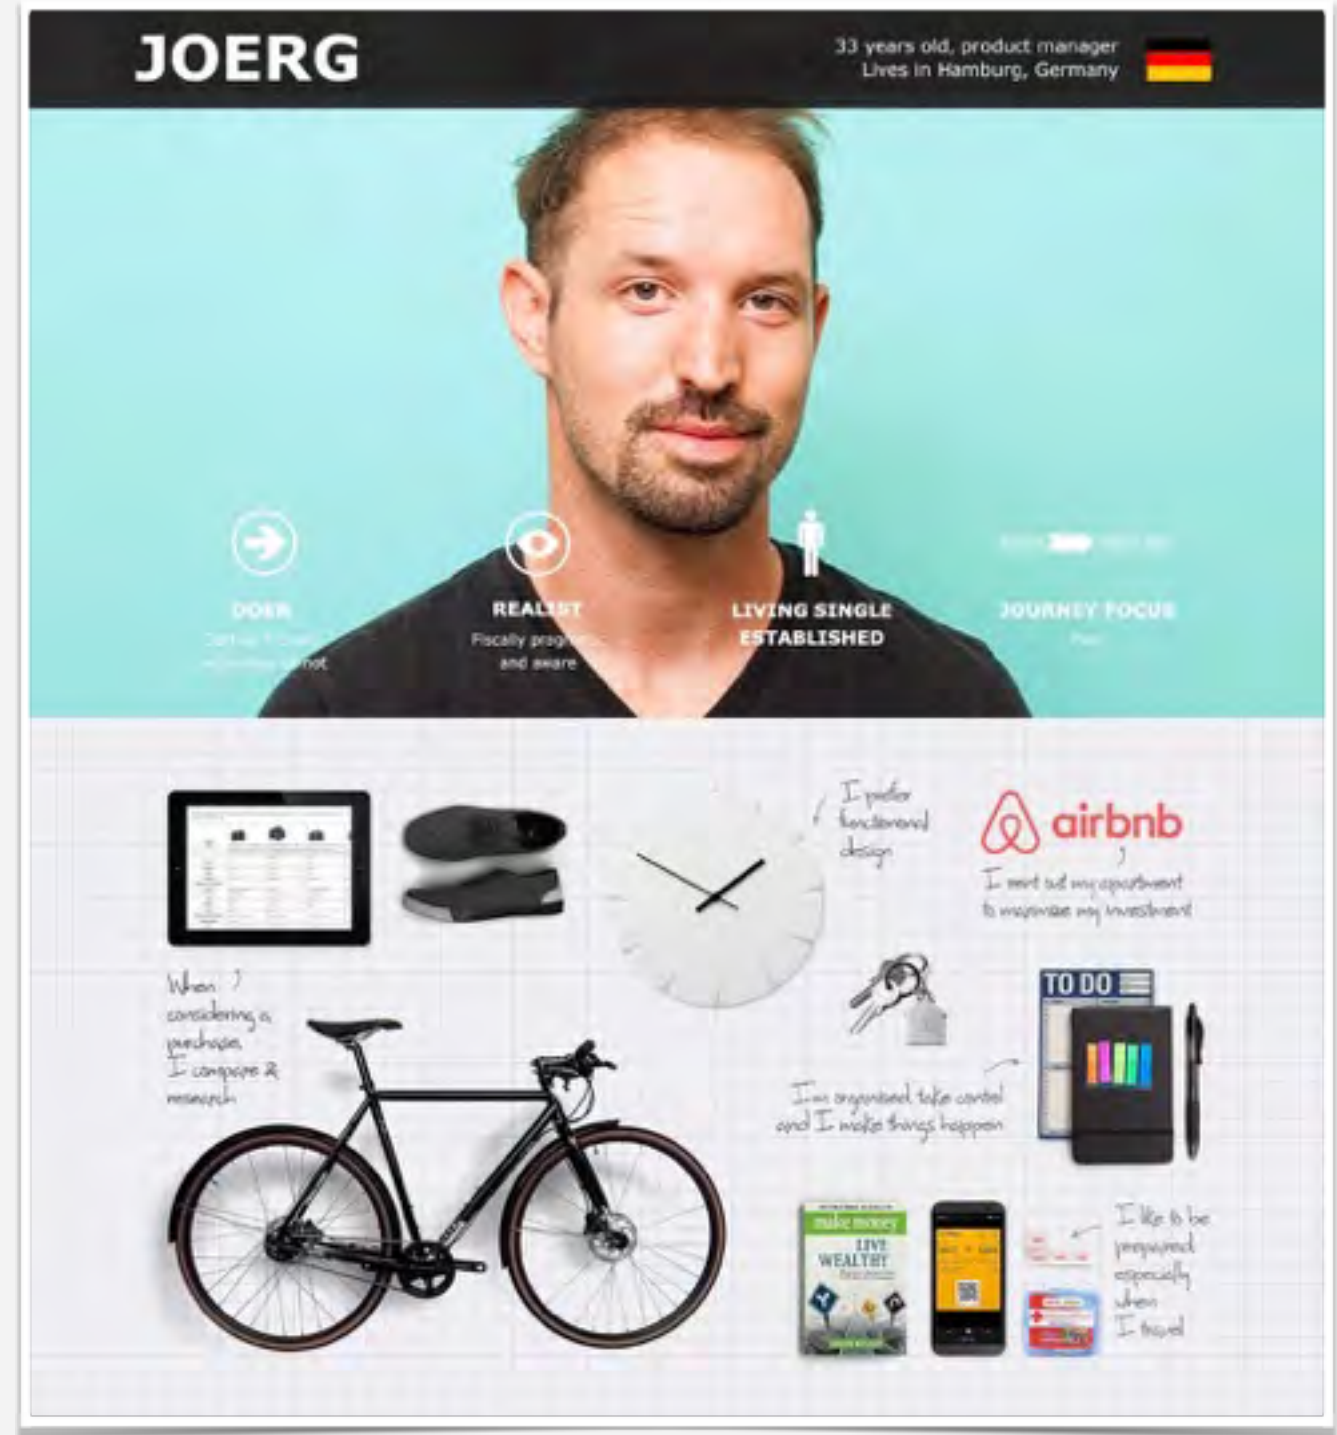 JOERG
33 years old, product manager
Lives in Hamburg, Germany
DOER
not
REALIST
Fiscally
and aware
LIVING SINGLE
ESTABLISHED
JOURNEY FOCUS
I prefer
functional
design
airbnb
I rent out my apartment
to maximise my investment
When
considering a
purchase,
I compare &
research
TO DO
I'm organised take control
and I make things happen
make money
LIVE
WEALTHY
I like to be
prepared
especially
when
I travel